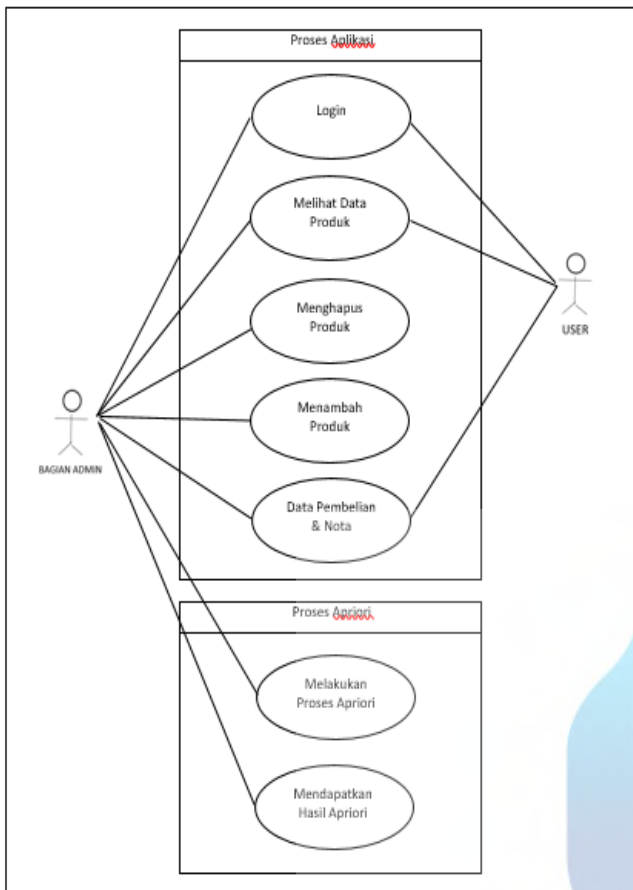 Proses Aplikasi
Login
Melihat Data
Produk
Menghapus
Produk
USER
Menambah
Produk
BAGIAN ADMIN
Data Pembelian
& Nota
Proses Apriori
Melakukan
Proses Apriori
Mendapatkan
Hasil Apriori